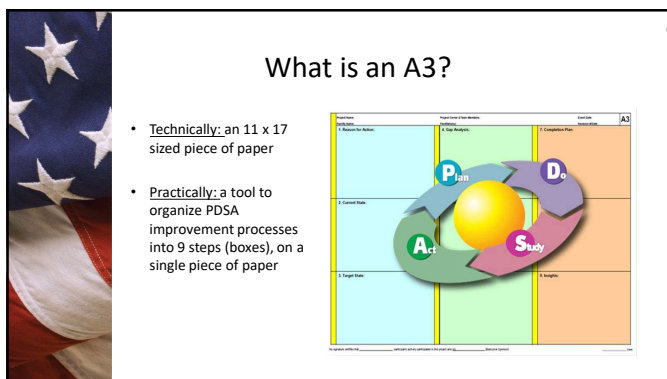 What is an A3?
• Technically: an 11 x 17
sized piece of paper
• Practically: a tool to
organize PDSA
improvement processes
into 9 steps (boxes), on a
single piece of paper
A3
1. Reason for Action:
4. Gap Analysis:
7. Completion Plan:
Plan
Do
2. Current State:
Act
Study
3. Target State:
9. Insights: